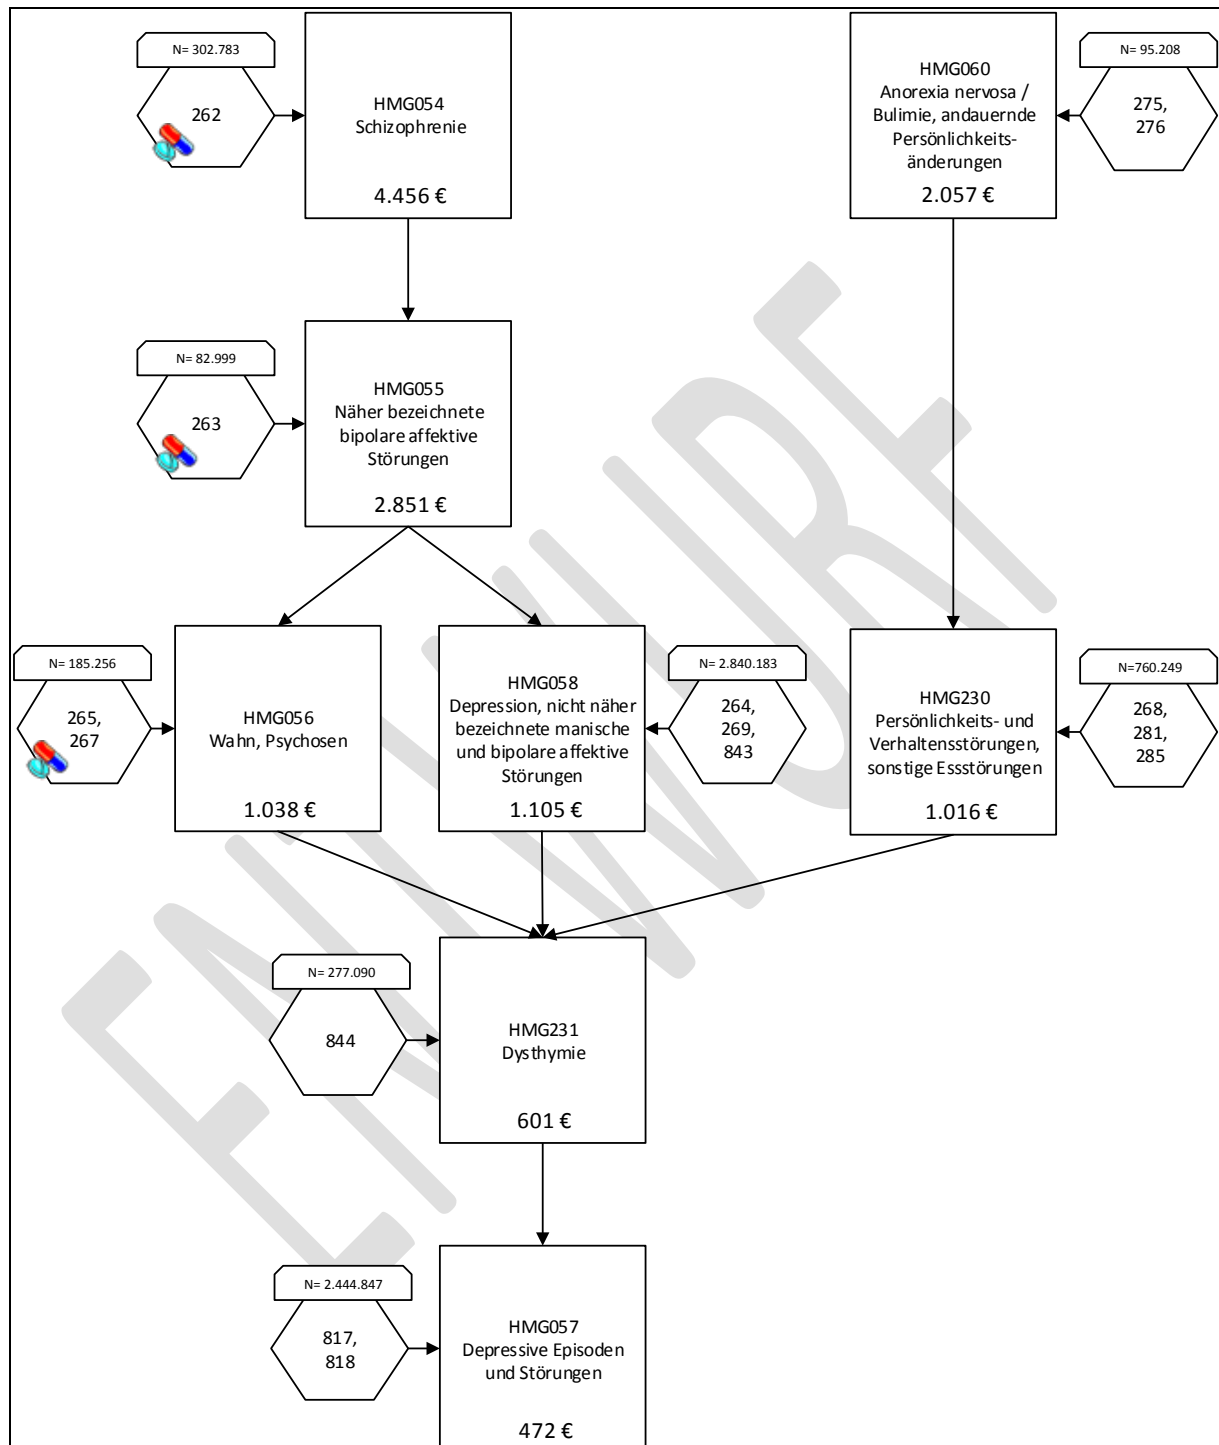 N= 302.783
262
HMG054
Schizophrenie
4.456 €
HMG060
Anorexia nervosa /
Bulimie, andauernde
Persönlichkeits-
änderungen
2.057 €
N= 95.208
275,
276
N= 82.999
263
HMG055
Näher bezeichnete
bipolare affektive
Störungen
2.851 €
N= 185.256
265,
267
HMG056
Wahn, Psychosen
1.038 €
HMG058
Depression, nicht näher
bezeichnete manische
und bipolare affektive
Störungen
1.105 €
N= 2.840.183
264,
269,
843
HMG230
Persönlichkeits- und
Verhaltensstörungen,
sonstige Essstörungen
1.016 €
N=760.249
268,
281,
285
N= 277.090
844
HMG231
Dysthymie
601 €
N= 2.444.847
817,
818
HMG057
Depressive Episoden
und Störungen
472 €
ENTWURF